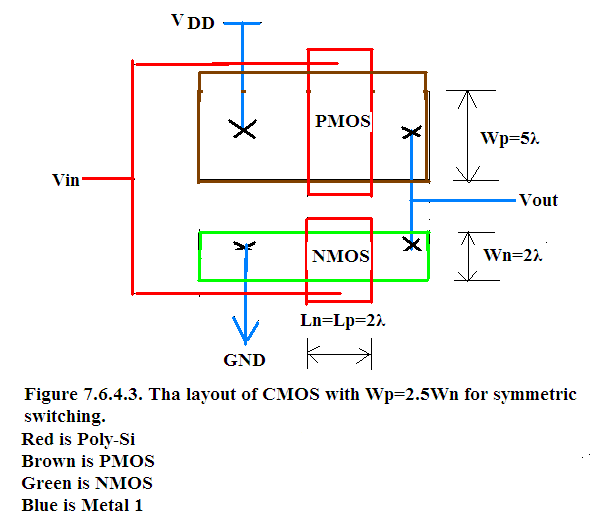 V DD
PMOS
Wp=5λ
Vin
Vout
NMOS
Wn=2λ
Ln=Lp=2λ
GND
Figure 7.6.4.3. Tha layout of CMOS with Wp=2.5Wn for symmetric
switching.
Red is Poly-Si
Brown is PMOS
Green is NMOS
Blue is Metal 1